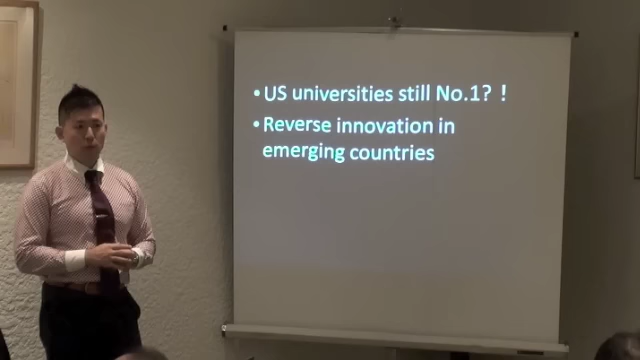 • US universities still No.1? !
• Reverse innovation in
emerging countries